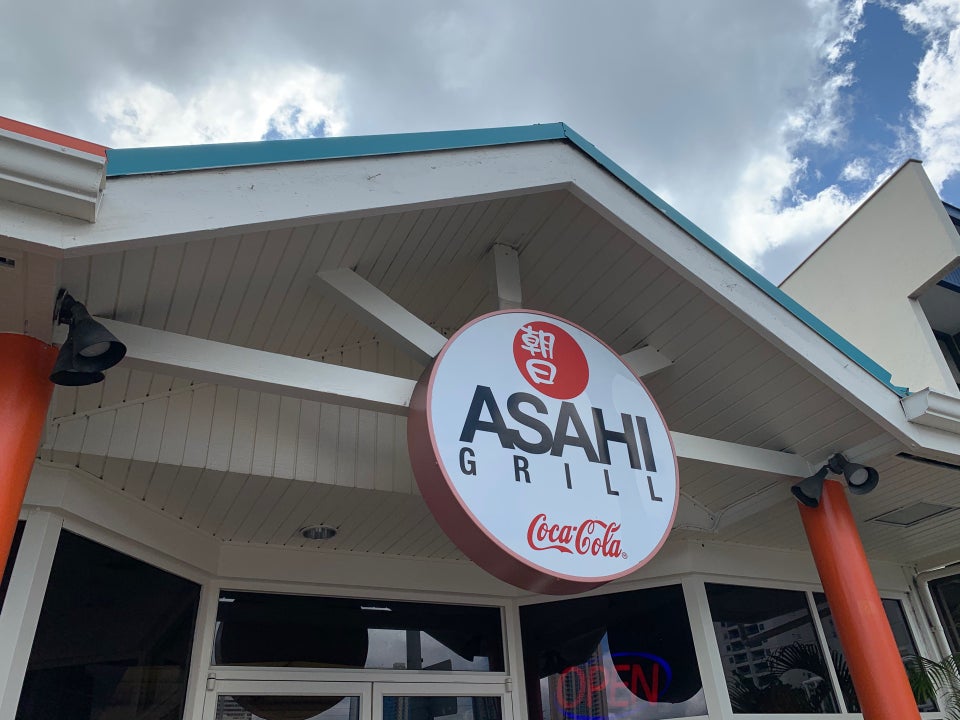 朝
日
ASAHI
GRILL
Coca-Cola®
OPEN